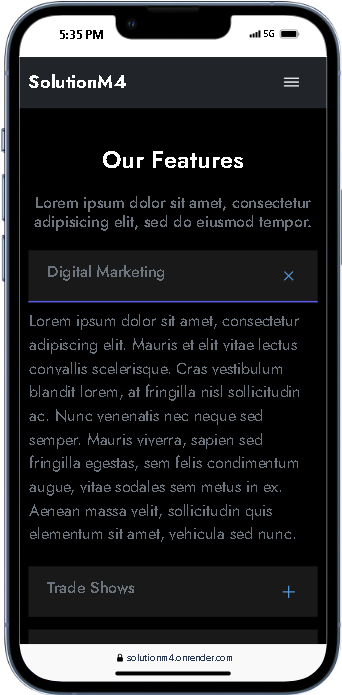 5:35 PM
5G
SolutionM4
Our Features
Lorem ipsum dolor sit amet, consectetur
adipisicing elit, sed do eiusmod tempor.
Digital Marketing
Lorem ipsum dolor sit amet, consectetur
adipiscing elit. Mauris et elit vitae lectus
convallis scelerisque. Cras vestibulum
blandit lorem, at fringilla nisl sollicitudin
ac. Nunc venenatis nec neque sed
semper. Mauris viverra, sapien sed
fringilla egestas, sem felis condimentum
augue, vitae sodales sem metus in ex.
Aenean massa velit, sollicitudin quis
elementum sit amet, vehicula sed nunc.
Trade Shows
solutionm4.onrender.com